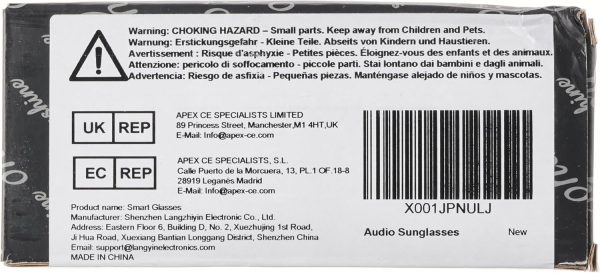 Warning: CHOKING HAZARD – Small parts. Keep away from Children and Pets.
Warnung: Erstickungsgefahr - Kleine Teile. Abseits von Kindern und Haustieren.
Avertissement : Risque d'asphyxie - Petites pièces. Éloignez-vous des enfants et des animaux.
Attenzione: pericolo di soffocamento - piccole parti. Stai lontano dai bambini e dagli animali.
Advertencia: Riesgo de asfixia - Pequeñas piezas. Manténgase alejado de niños y mascotas.
UK REP
APEX CE SPECIALISTS LIMITED
89 Princess Street, Manchester,M1 4HT,UK
E-Mail: Info@apex-ce.com
EC REP
APEX CE SPECIALISTS, S.L.
Calle Puerto de la Morcuera, 13, PL.1 OF.18-8
28919 Leganés Madrid
E-Mail: Info@apex-ce.com
Product name: Smart Glasses
Manufacturer: Shenzhen Langzhiyin Electronic Co., Ltd.
Address: Eastern Floor 6, Building D, No. 2, Xuezhujing 1st Road,
Ji Hua Road, Xuexiang Bantian Longgang District, Shenzhen China
Email: support@langyinelectronics.com
MADE IN CHINA
X001JPNULJ
Audio Sunglasses New
shine